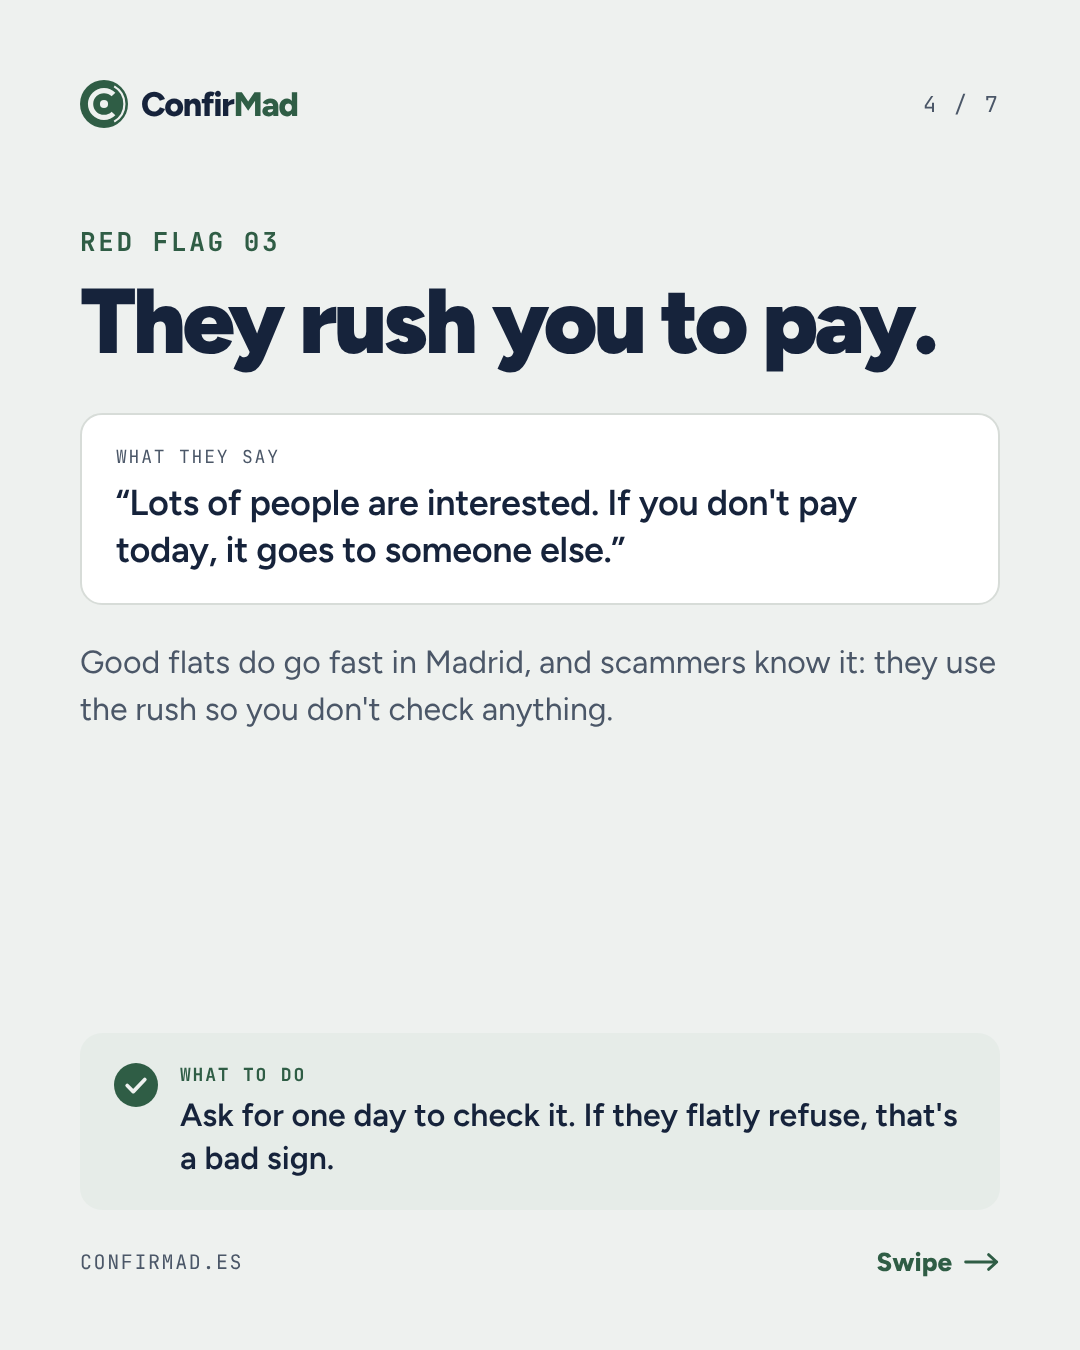 ConfirMad
4 / 7
RED FLAG 03
They rush you to pay.
WHAT THEY SAY
“Lots of people are interested. If you don't pay
today, it goes to someone else.”
Good flats do go fast in Madrid, and scammers know it: they use
the rush so you don't check anything.
WHAT TO DO
Ask for one day to check it. If they flatly refuse, that's
a bad sign.
CONFIRMAD.ES
Swipe →